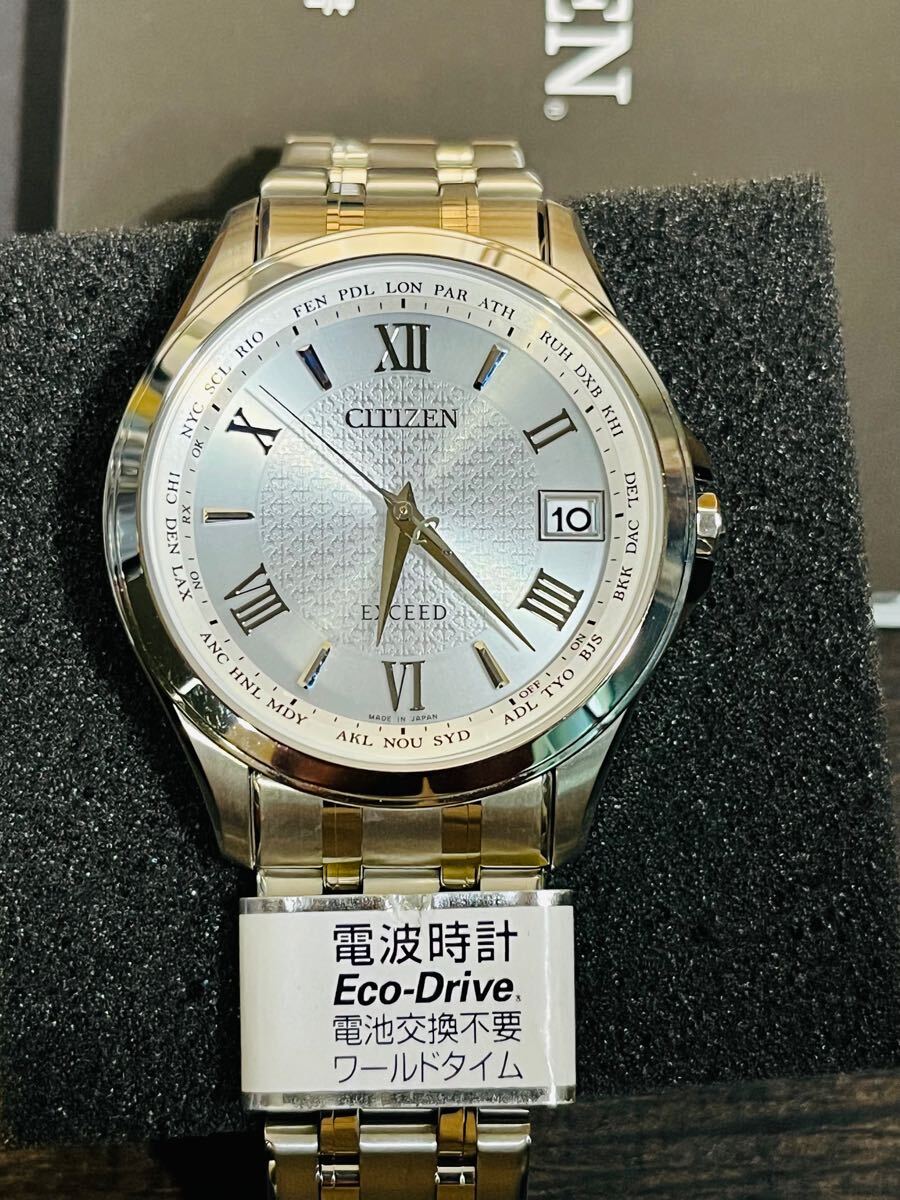 ZEN®
FEN PDL LON PAR ATH RUH DXB KHI DEL DAC BKK BJS TYO ADL SYD NOU AKL MDY HNL ANC LAX DEN CHI NYC SCL RIO
OK
RX
ON
ON
OFF
XII
II
IIII
VI
VIII
X
CITIZEN
10
EXCEED
MADE IN JAPAN
電波時計
Eco-Drive
電池交換不要
ワールドタイム